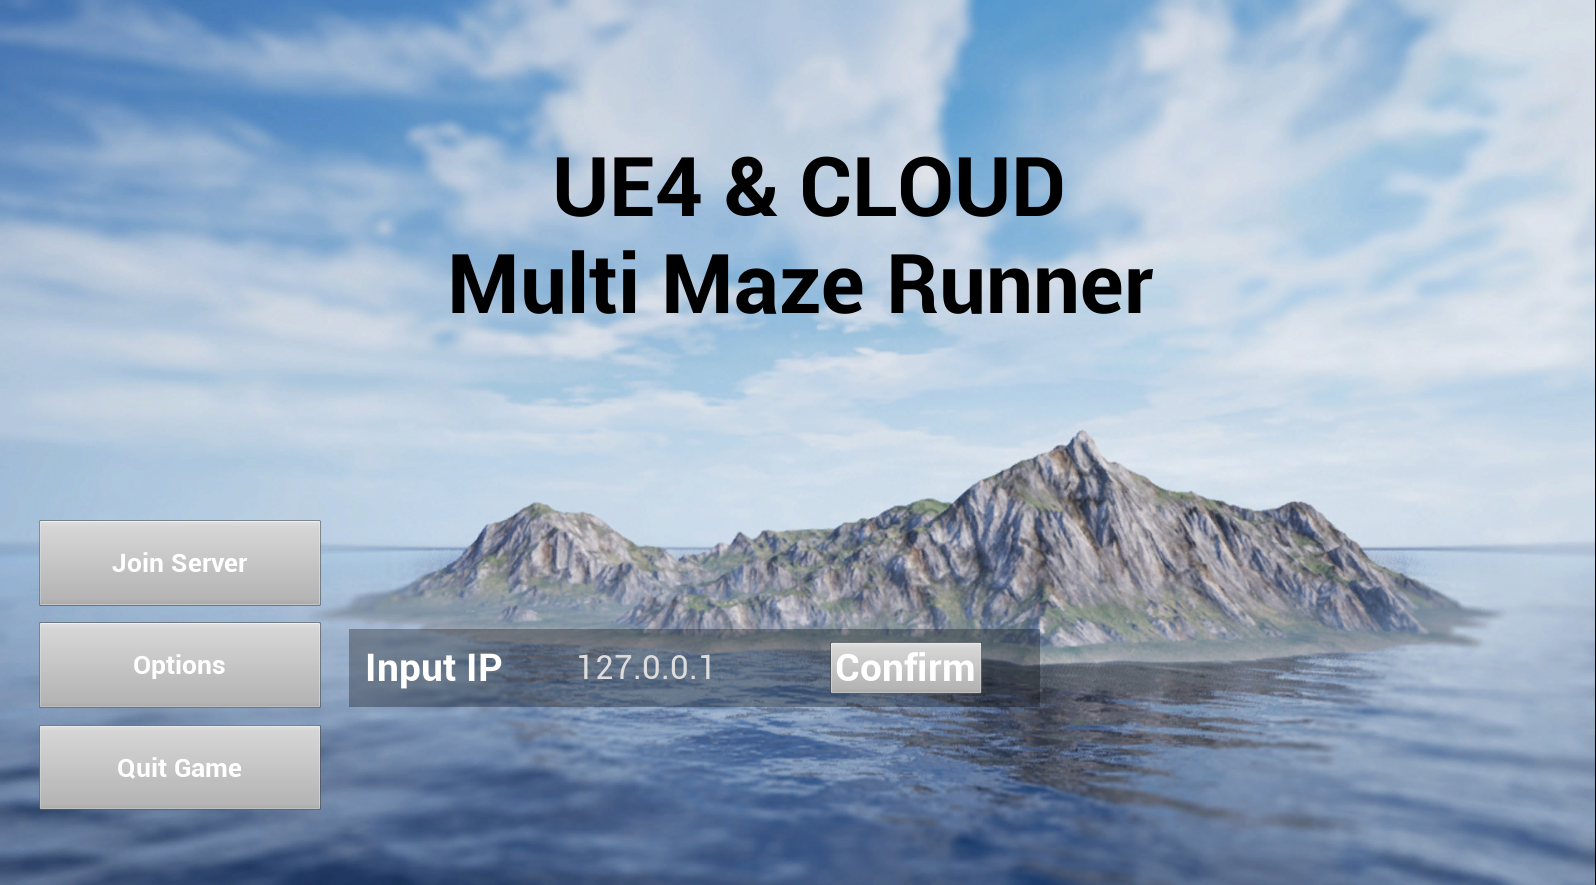 UE4 & CLOUD
Multi Maze Runner
Join Server
Options
Input IP 127.0.0.1 Confirm
Quit Game